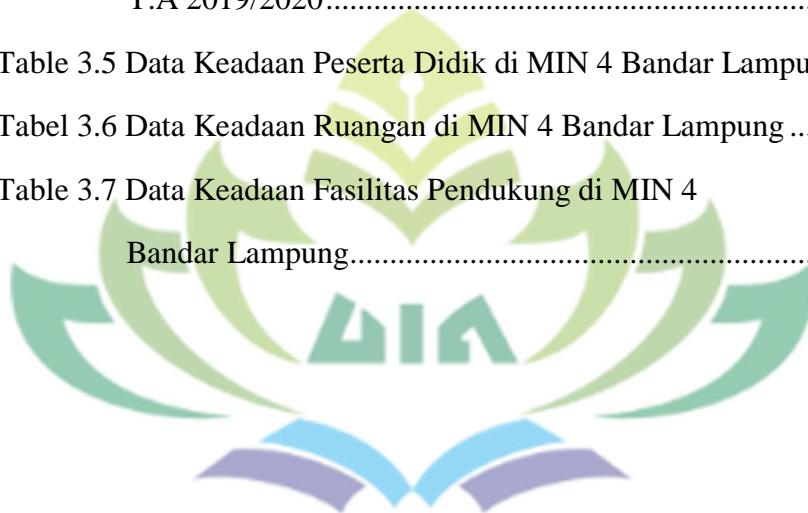 T.A 2019/2020............................................................
Table 3.5 Data Keadaan Peserta Didik di MIN 4 Bandar
Tabel 3.6 Data Keadaan Ruangan di MIN 4 Bandar Lampung ...
Table 3.7 Data Keadaan Fasilitas Pendukung di MIN 4
Bandar Lampung.........................................................
UIN